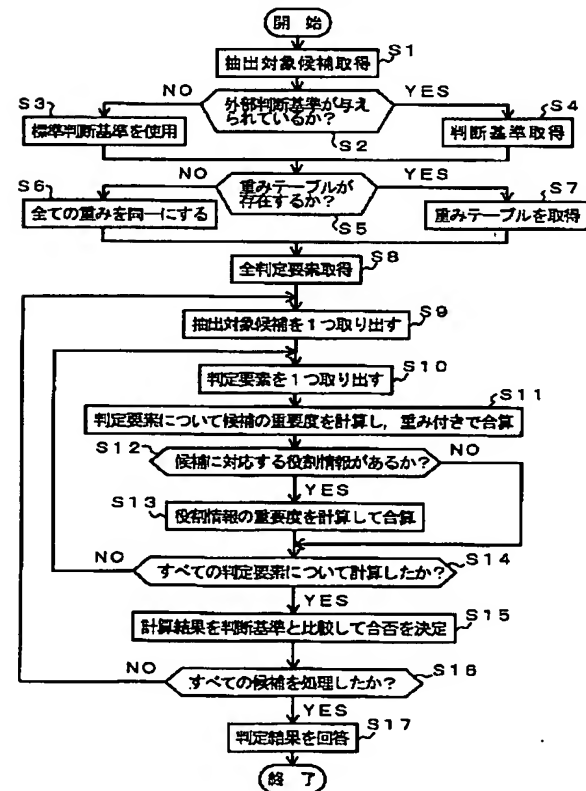 開 始
抽出対象候補取得
S1
NO
外部判断基準が与え
られているか?
YES
S2
S3
標準判断基準を使用
S4
判断基準取得
NO
重みテーブルが
存在するか?
YES
S5
S6
全ての重みを同一にする
S7
重みテーブルを取得
全判定要素取得
S8
抽出対象候補を1つ取り出す
S9
判定要素を1つ取り出す
S10
S11
判定要素について候補の重要度を計算し,重み付きで合算
S12
候補に対応する役割情報があるか?
NO
YES
S13
役割情報の重要度を計算して合算
NO
すべての判定要素について計算したか?
S14
YES
S15
計算結果を判断基準と比較して合否を決定
NO
すべての候補を処理したか?
S16
YES
判定結果を回答
S17
終 了